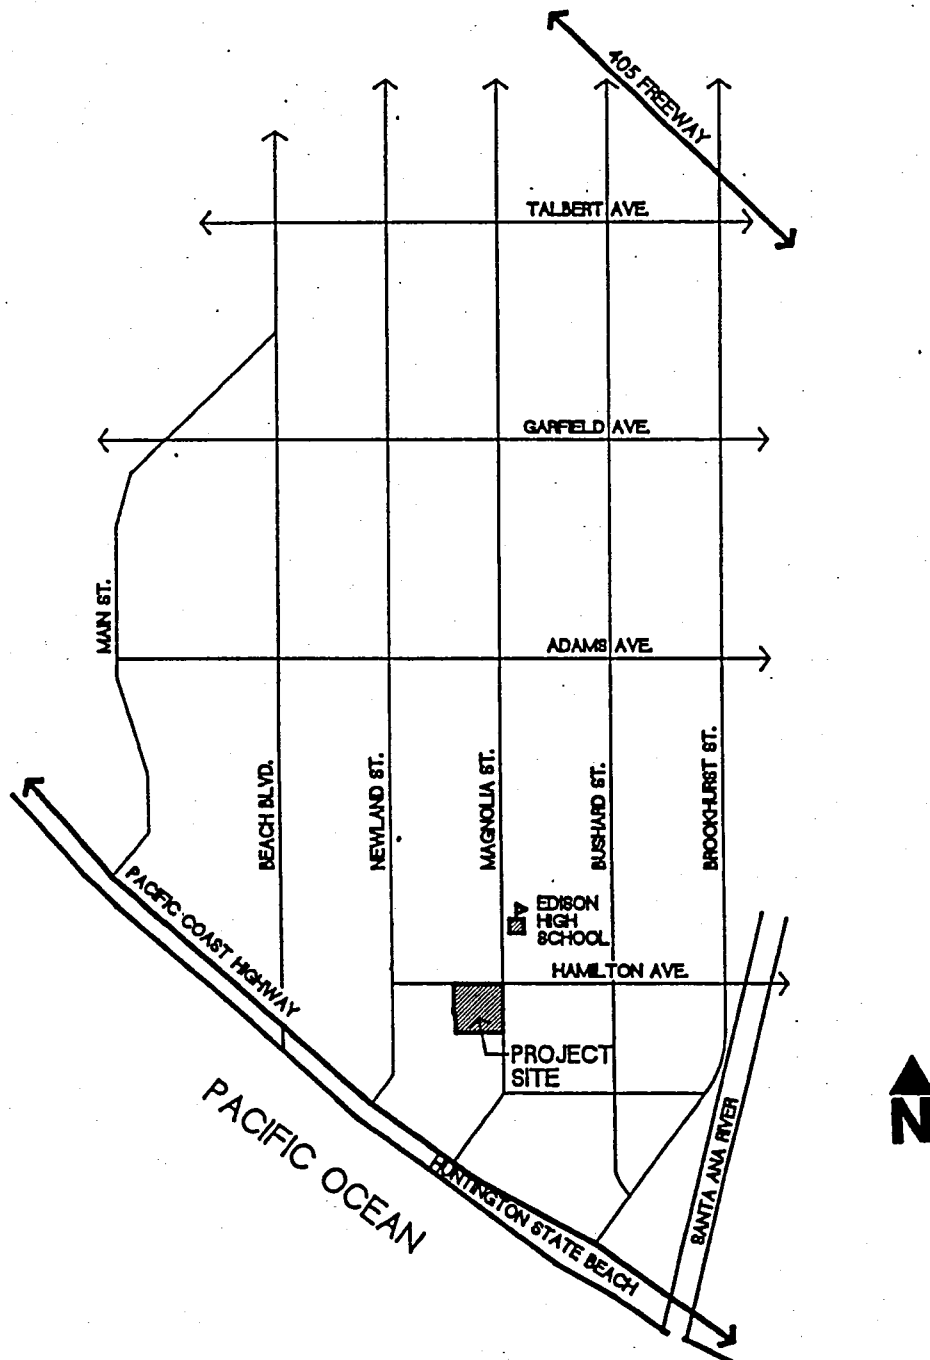 405 FREEWAY
TALBERT AVE.
GARFIELD AVE.
MAIN ST.
ADAMS AVE.
BEACH BLVD.
NEWLAND ST.
MAGNOLIA ST.
BUSHARD ST.
BROOKHURST ST.
PACIFIC COAST HIGHWAY
EDISON
HIGH
SCHOOL
HAMILTON AVE.
PROJECT
SITE
PACIFIC OCEAN
HUNTINGTON STATE BEACH
SANTA ANA RIVER
N